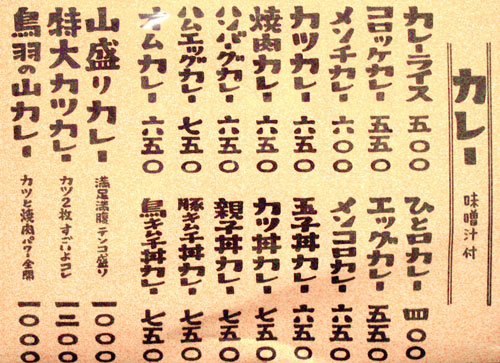 カレー 味噌汁付
カレーライス 五〇〇
コロッケカレー 五五〇
メンチカレー 六〇〇
カツカレー 六五〇
焼肉カレー 六五〇
ハンバーグカレー 六五〇
ハムエッグカレー 七五〇
オムカレー 六五〇
ひと口カレー 四〇〇
エッグカレー 五五〇
メンコロカレー 六五〇
玉子丼カレー 六五〇
カツ丼カレー 七五〇
親子丼カレー 七五〇
豚キムチ丼カレー 七五〇
鳥キムチ丼カレー 七五〇
山盛りカレー 満足満腹テンコ盛り 一〇〇〇
特大カツカレー カツ2枚すごいよコレ 一三〇〇
鳥羽の山カレー カツと焼肉パワー全開 一〇〇〇